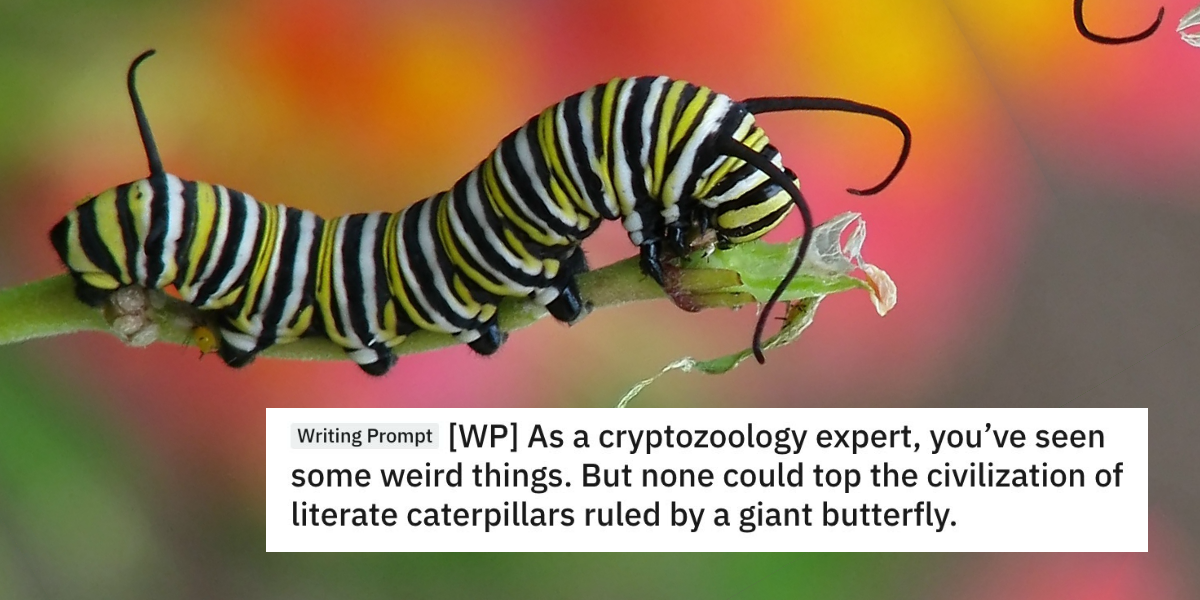 Writing Prompt [WP] As a cryptozoology expert, you’ve seen
some weird things. But none could top the civilization of
literate caterpillars ruled by a giant butterfly.